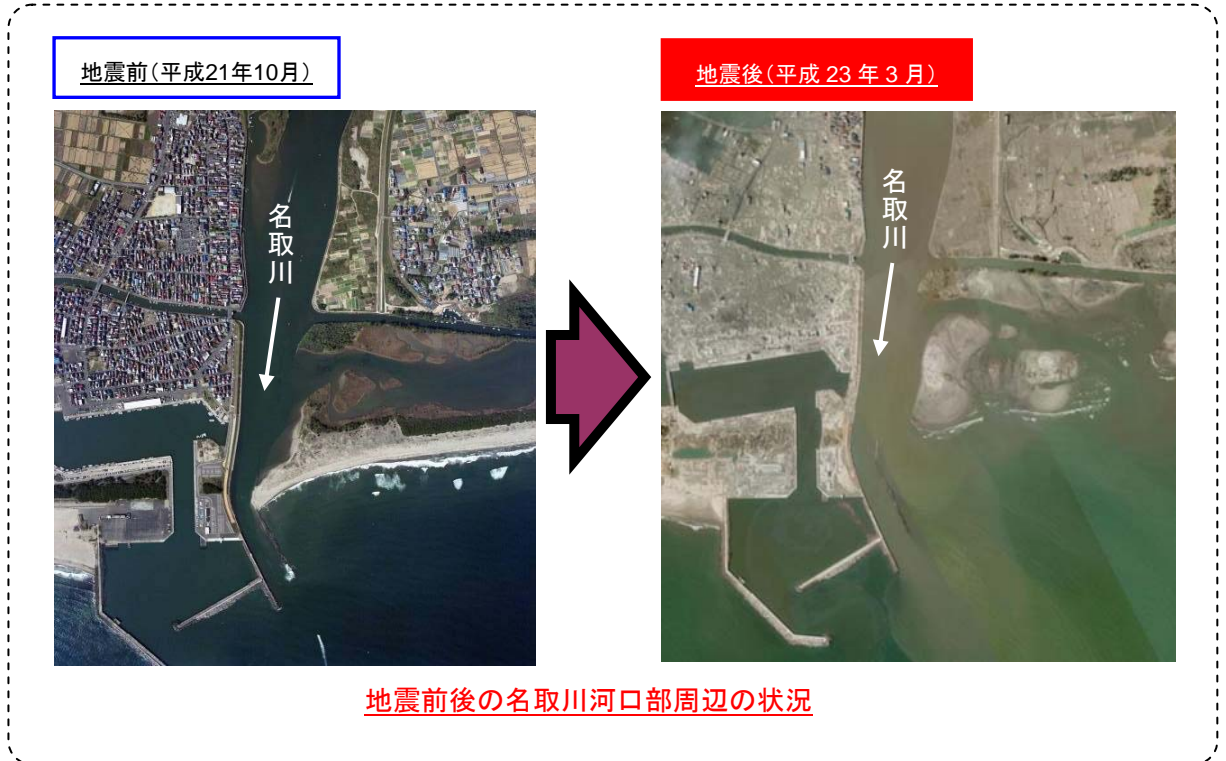 地震前(平成21年10月)
地震後(平成 23 年 3 月)
名取川
名取川
地震前後の名取川河口部周辺の状況